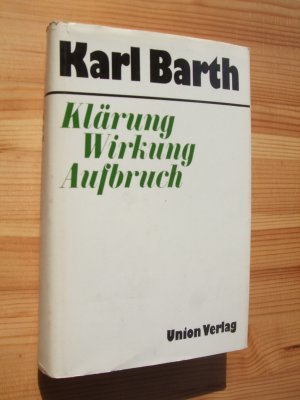 Karl Barth
Klärung
Wirkung
Aufbruch
Union Verlag